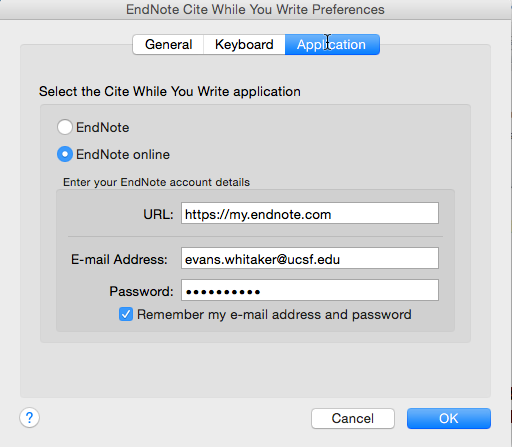 EndNote Cite While You Write Preferences
General Keyboard Application
Select the Cite While You Write application
EndNote
EndNote online
Enter your EndNote account details
URL: https://my.endnote.com
E-mail Address: evans.whitaker@ucsf.edu
Password: ••••••••••
Remember my e-mail address and password
? Cancel OK